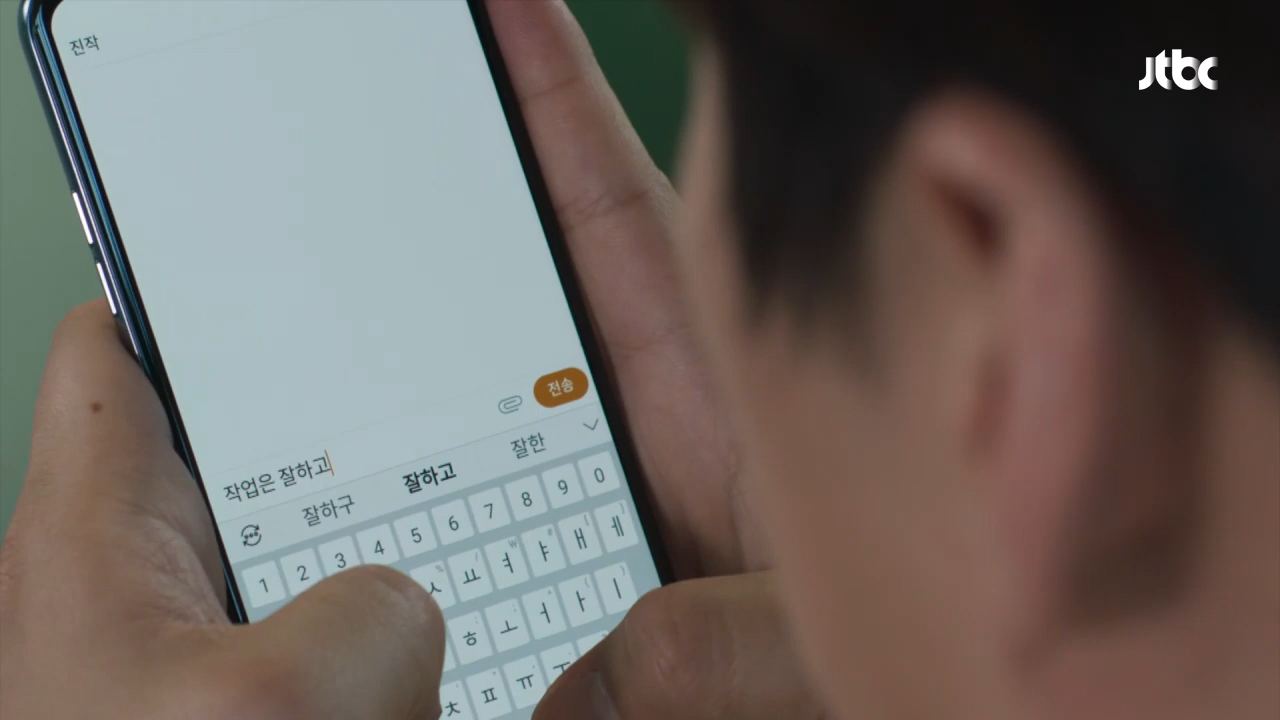 진작
jtbc
전송
작업은 잘하고
잘하구 잘하고 잘한
1 2 3 4 5 6 7 8 9 0
ㅅ ㅛ ㅕ ㅑ ㅐ ㅔ
ㅎ ㅗ ㅓ ㅏ ㅣ
ㅊ ㅍ ㅠ ㅜ